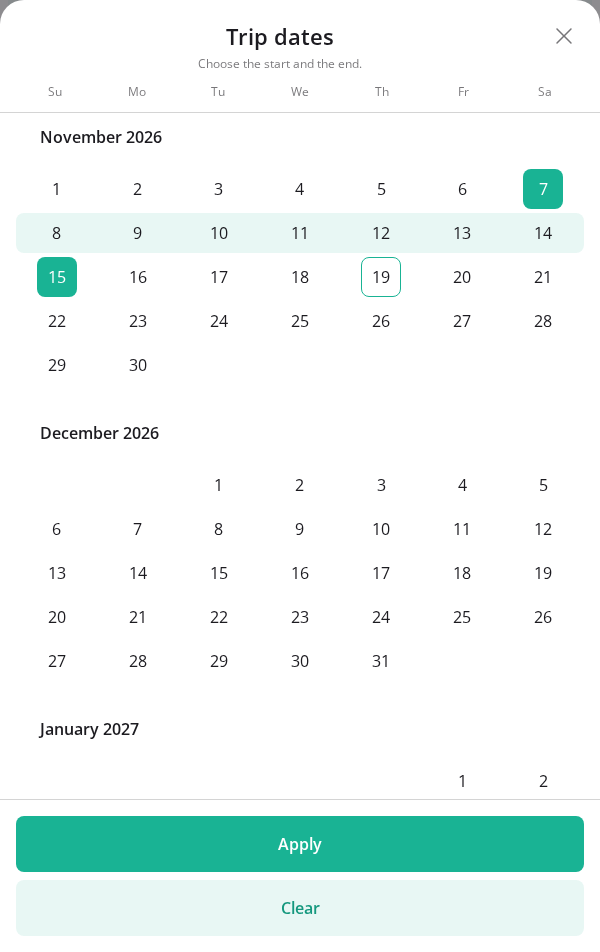 Trip dates
Choose the start and the end.
Su Mo Tu We Th Fr Sa
November 2026
1 2 3 4 5 6 7
8 9 10 11 12 13 14
15 16 17 18 19 20 21
22 23 24 25 26 27 28
29 30
December 2026
1 2 3 4 5
6 7 8 9 10 11 12
13 14 15 16 17 18 19
20 21 22 23 24 25 26
27 28 29 30 31
January 2027
1 2
Apply
Clear